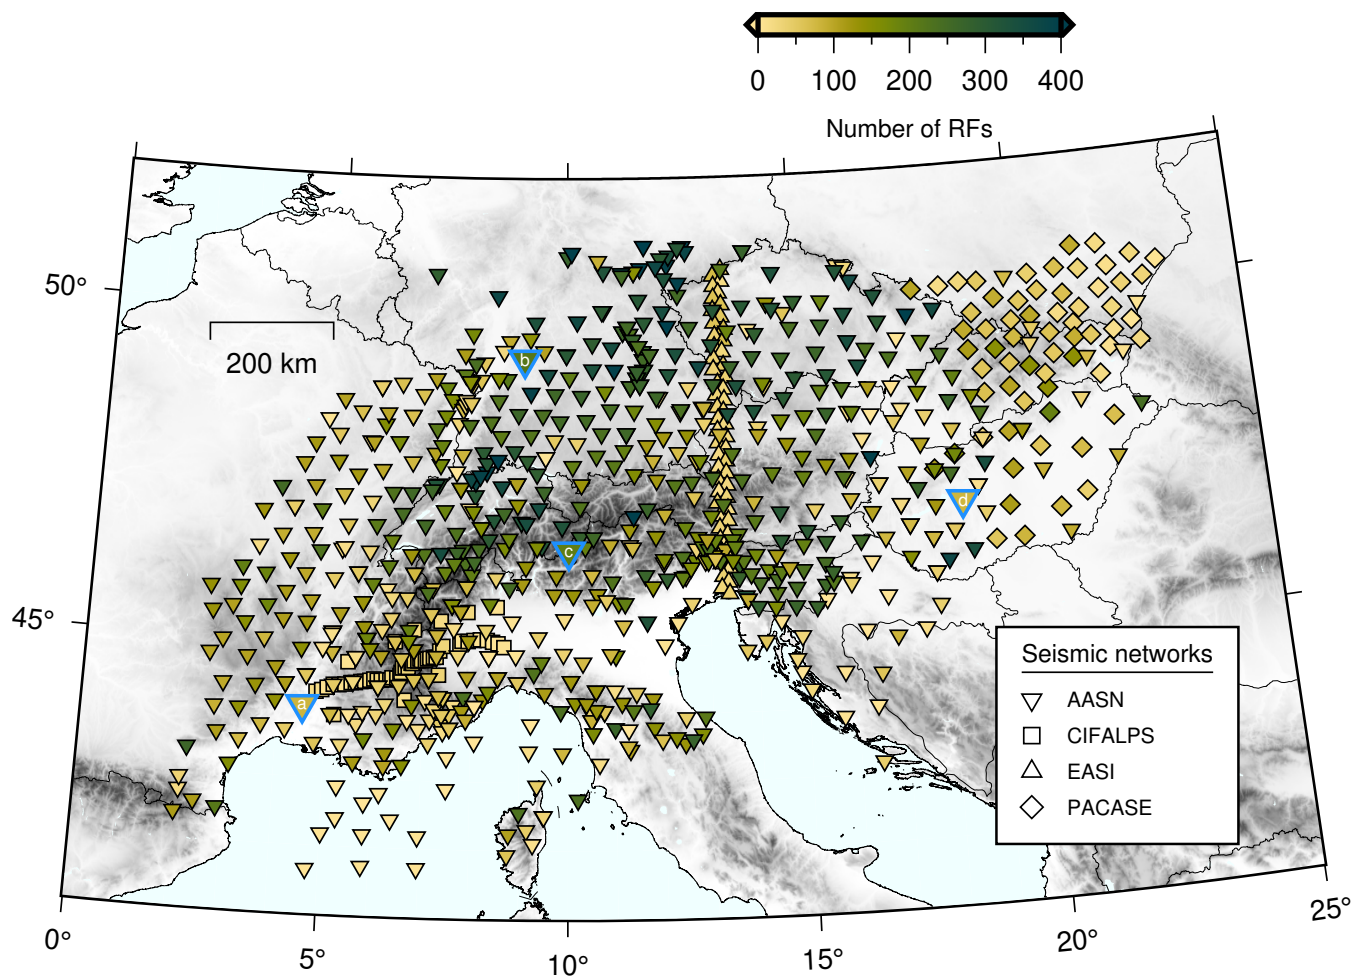 0 100 200 300 400
Number of RFs
50°
200 km
b
d
c
45°
a
Seismic networks
AASN
CIFALPS
EASI
PACASE
0°
5°
10°
15°
20°
25°